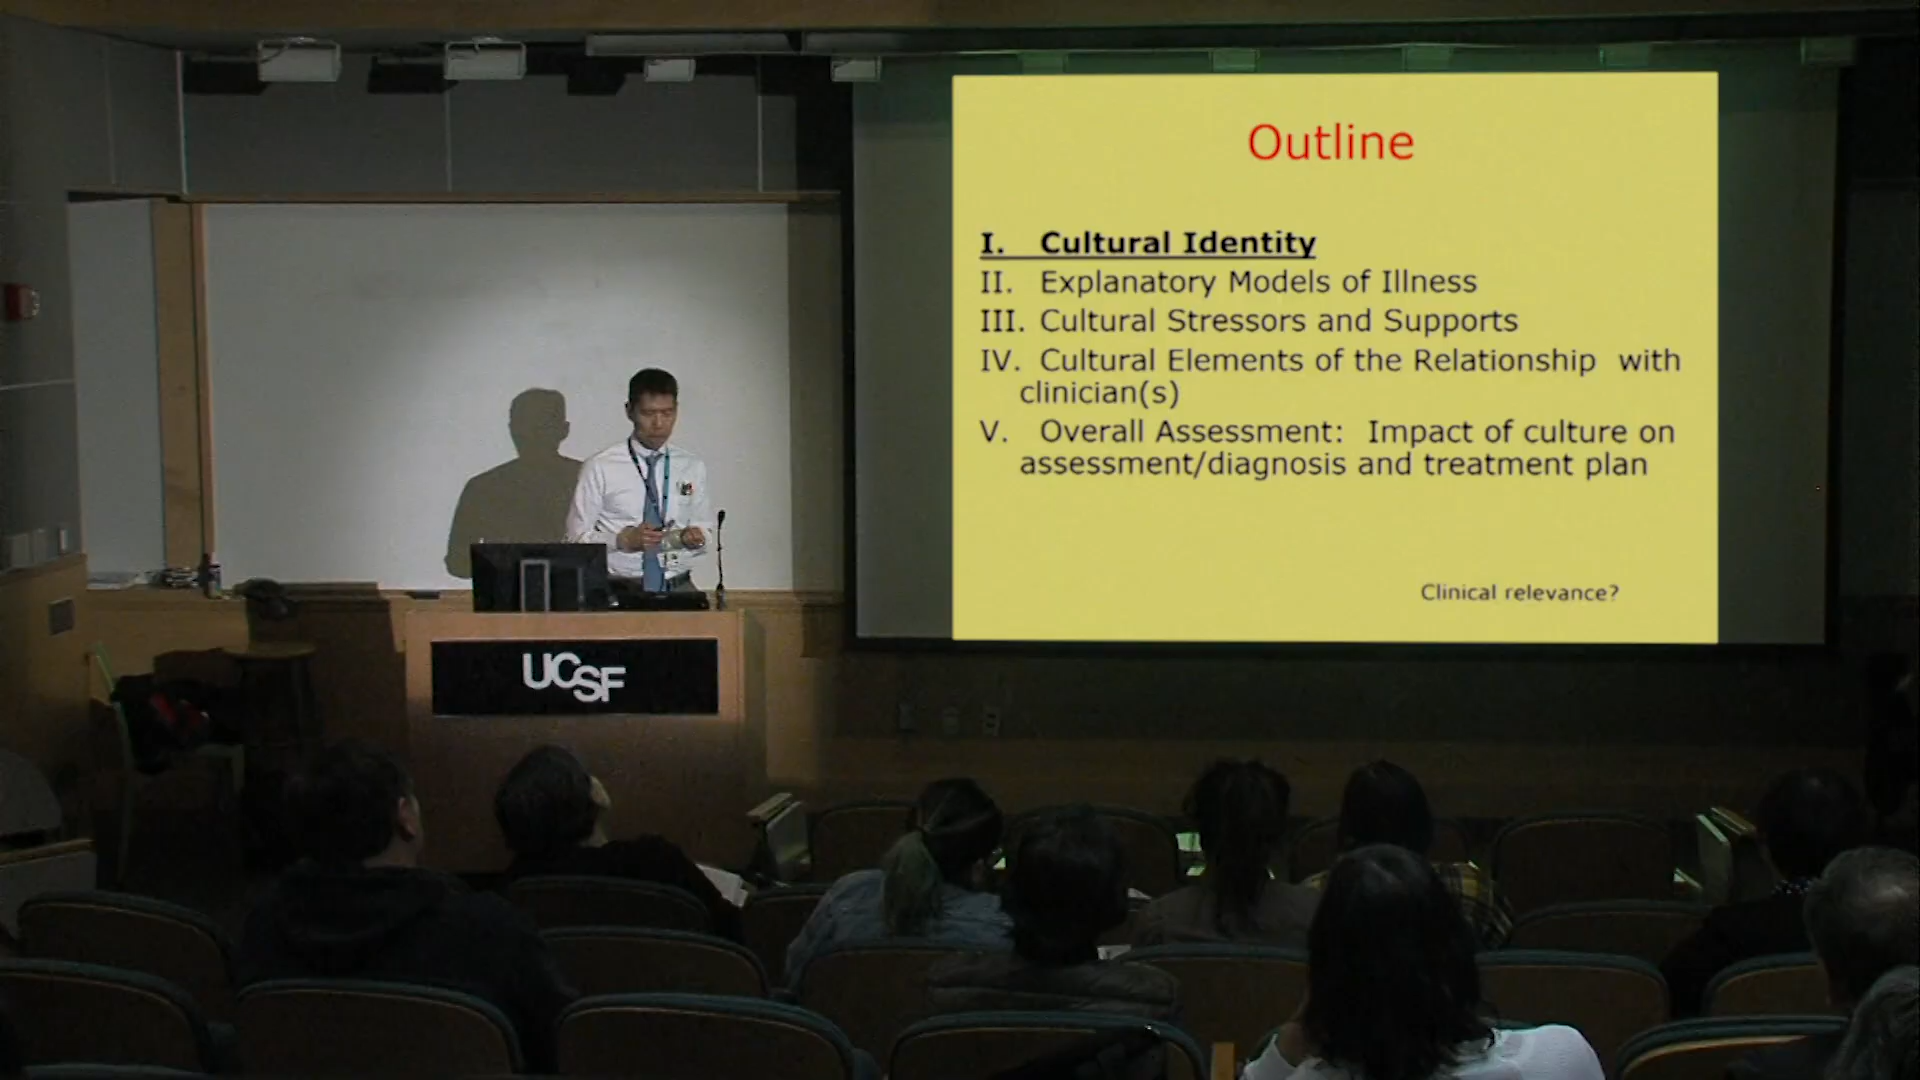 Outline
I. Cultural Identity
II. Explanatory Models of Illness
III. Cultural Stressors and Supports
IV. Cultural Elements of the Relationship with
clinician(s)
V. Overall Assessment: Impact of culture on
assessment/diagnosis and treatment plan
Clinical relevance?
UCSF